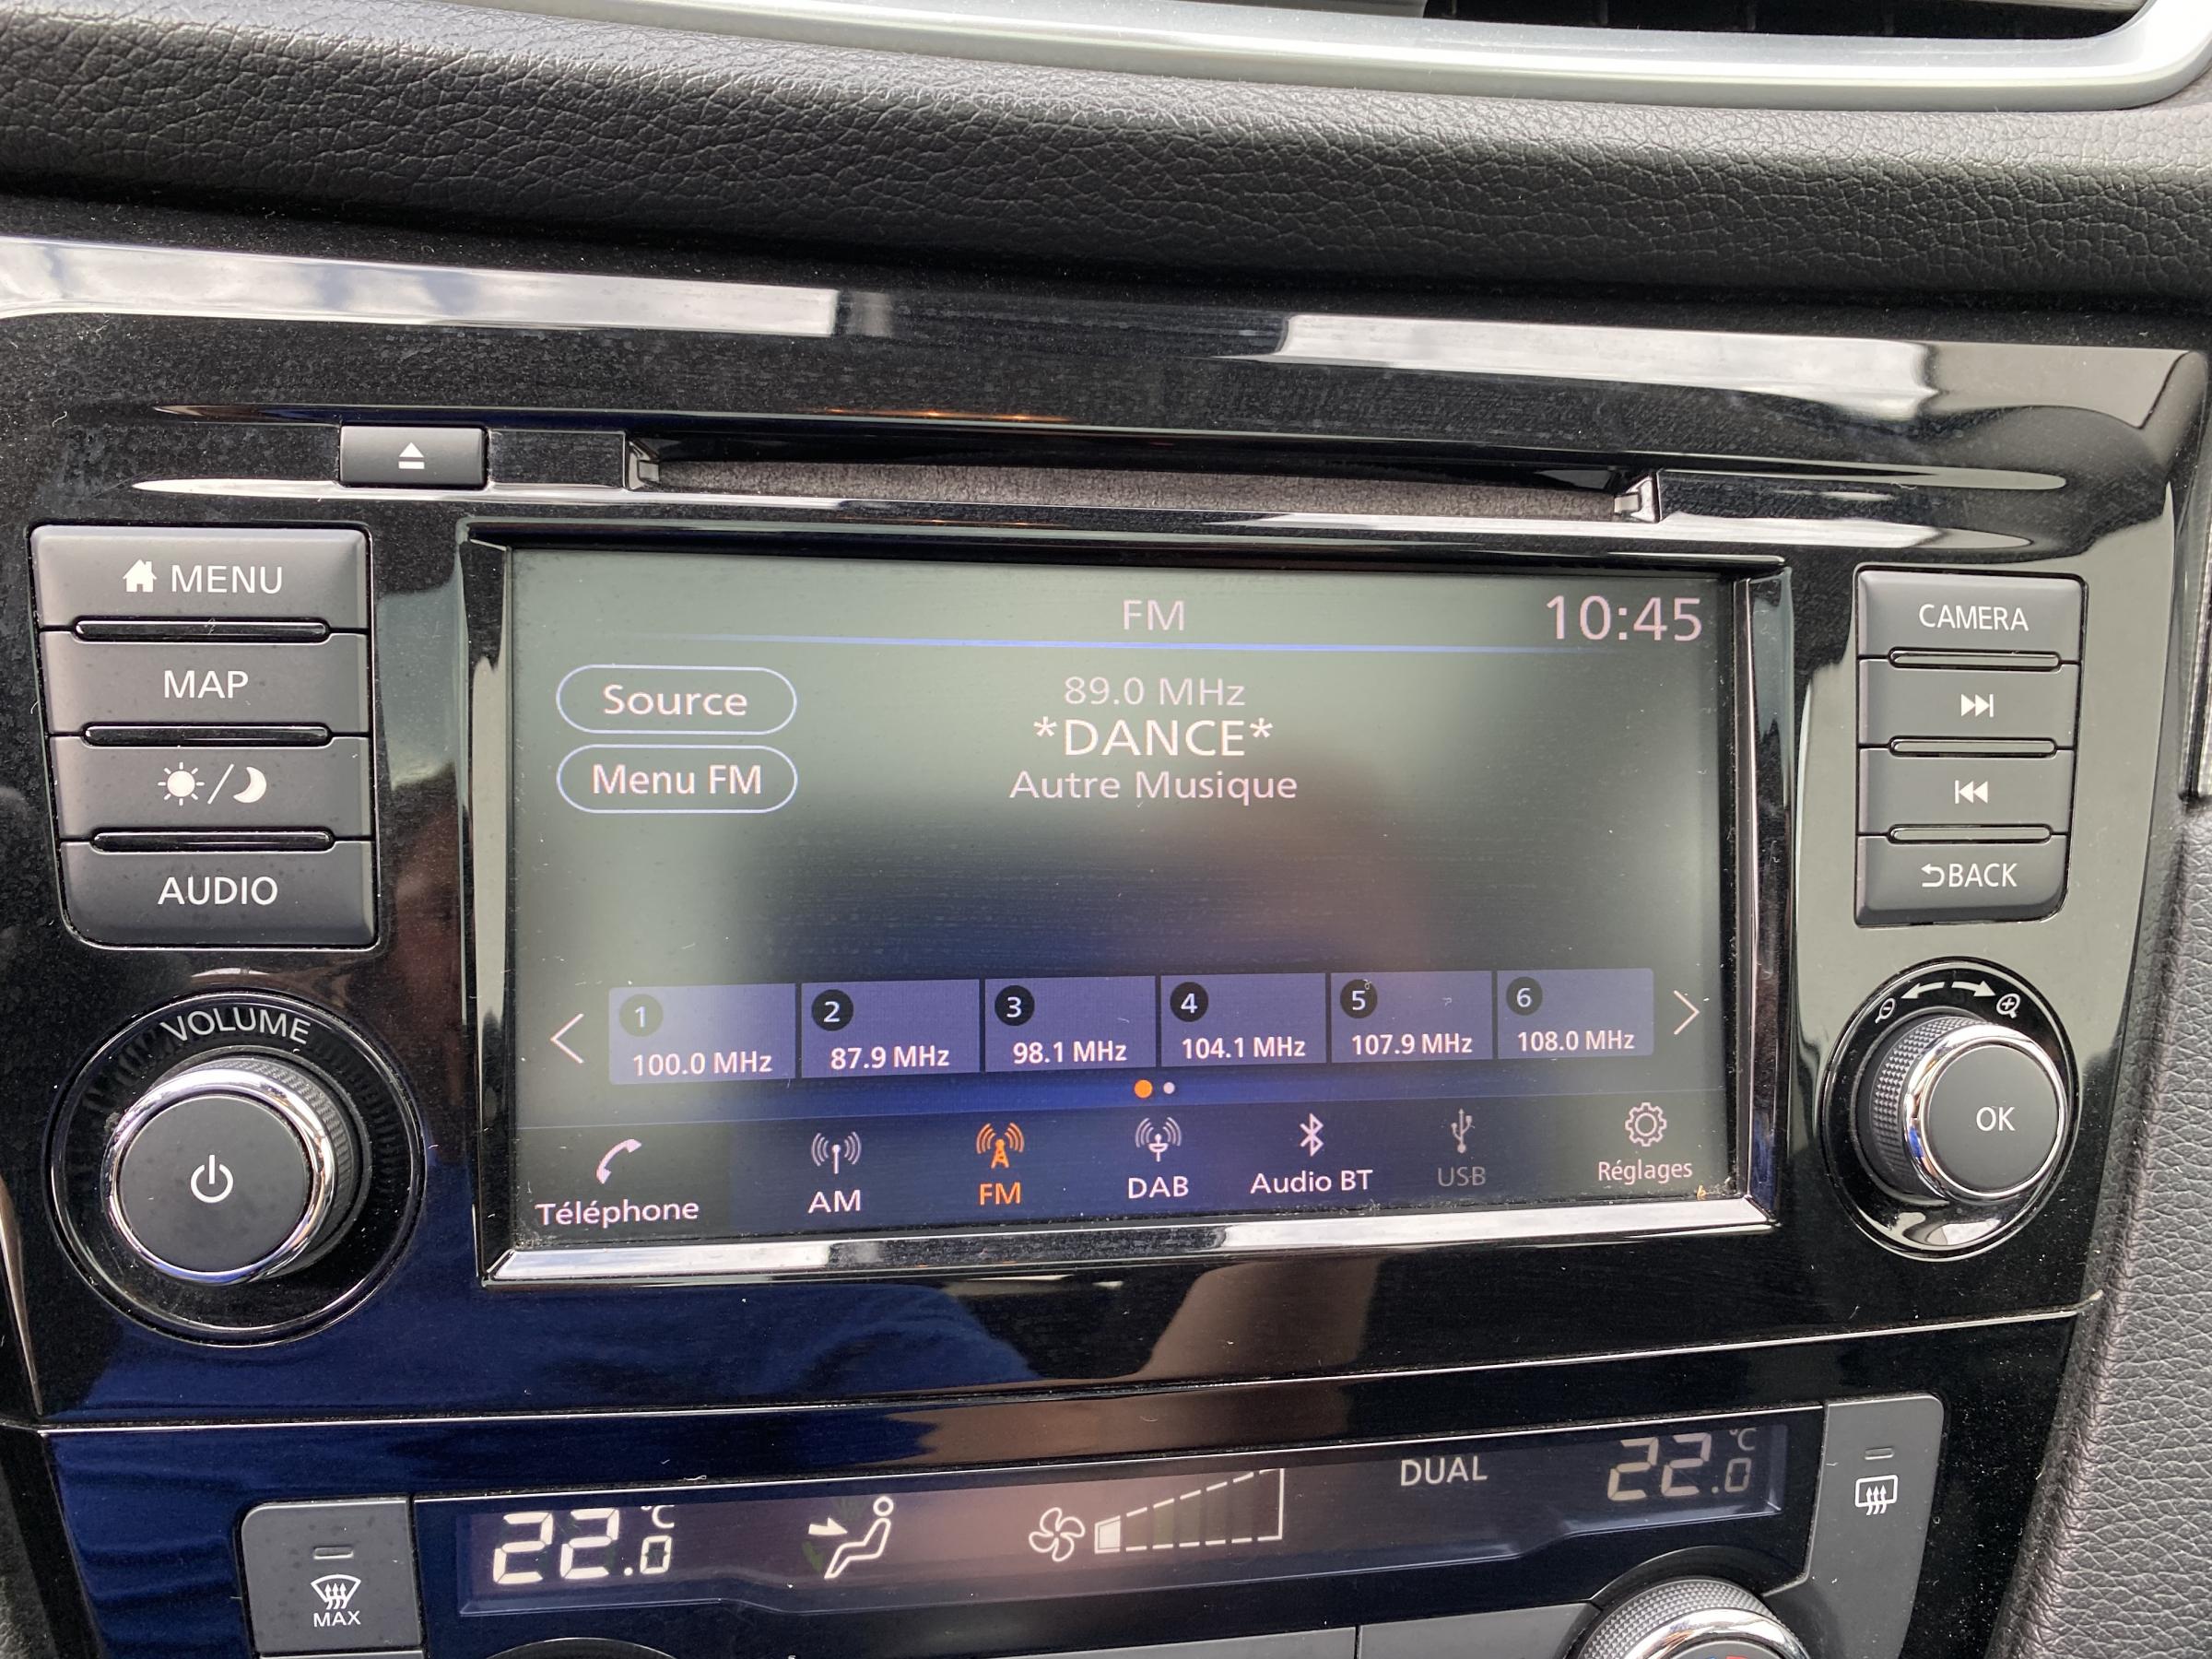 MENU
MAP
AUDIO
VOLUME
FM
10:45
Source
Menu FM
89.0 MHz
*DANCE*
Autre Musique
1
100.0 MHz
2
87.9 MHz
3
98.1 MHz
4
104.1 MHz
5
107.9 MHz
6
108.0 MHz
Téléphone
AM
FM
DAB
Audio BT
USB
Réglages
CAMERA
BACK
OK
22.0 °C
DUAL
22.0 °C
MAX